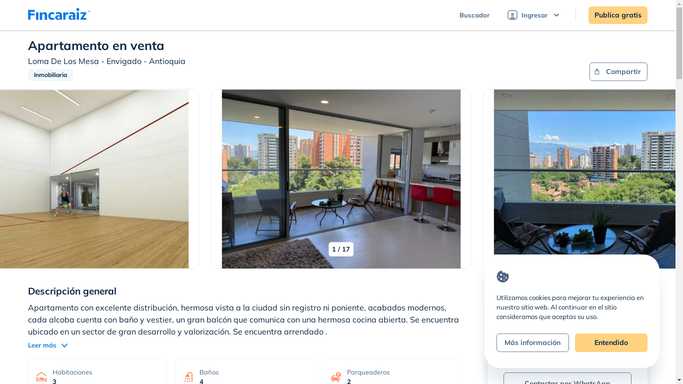 Fincaraiz
Buscador
Ingresar
Publica gratis
Apartamento en venta
Loma De Los Mesa - Envigado - Antioquia
Inmobiliaria
Compartir
1 / 17
Descripción general
Apartamento con excelente distribución, hermosa vista a la ciudad sin registro ni poniente, acabados modernos,
cada alcoba cuenta con baño y vestier, un gran balcón que comunica con una hermosa cocina abierta. Se encuentra
ubicado en un sector de gran desarrollo y valorización. Se encuentra arrendado .
Leer más
Habitaciones
3
Baños
4
Parqueaderos
2
Utilizamos cookies para mejorar tu experiencia en
nuestro sitio web. Al continuar en el sitio
consideramos que aceptas su uso.
Más información
Entendido
Contactar por WhatsApp